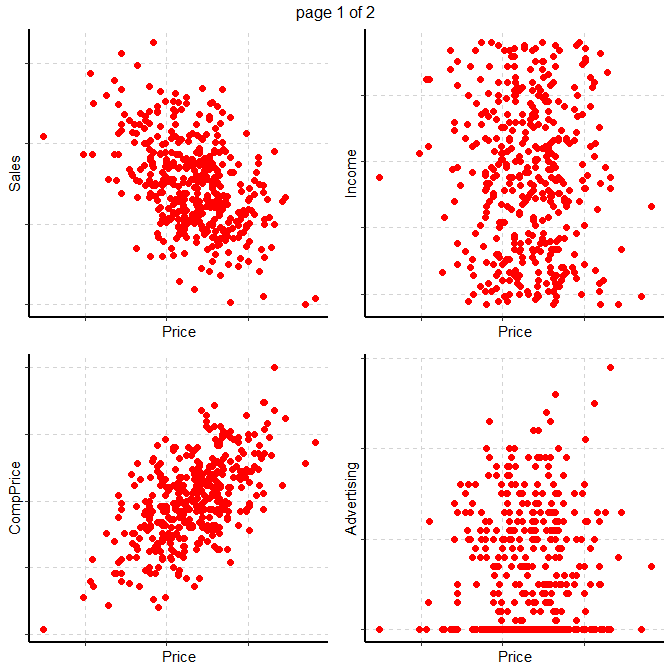 page 1 of 2
Sales
Price
Income
Price
CompPrice
Price
Advertising
Price